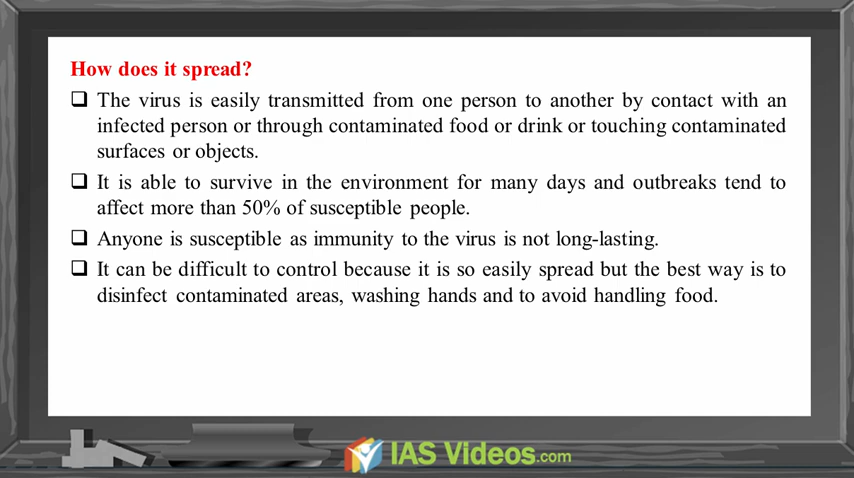 How does it spread?
❑ The virus is easily transmitted from one person to another by contact with an
infected person or through contaminated food or drink or touching contaminated
surfaces or objects.
❑ It is able to survive in the environment for many days and outbreaks tend to
affect more than 50% of susceptible people.
❑ Anyone is susceptible as immunity to the virus is not long-lasting.
❑ It can be difficult to control because it is so easily spread but the best way is to
disinfect contaminated areas, washing hands and to avoid handling food.
IAS Videos.com